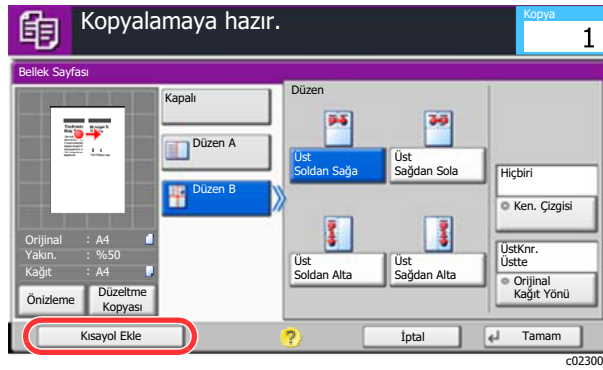 Kopyalamaya hazır.
Kopya
1
Bellek Sayfası
Orijinal : A4
Yakın. : %50
Kağıt : A4
Önizleme
Düzeltme
Kopyası
Kapalı
Düzen A
Düzen B
Düzen
Üst
Soldan Sağa
Üst
Sağdan Sola
Üst
Soldan Alta
Üst
Sağdan Alta
Hiçbiri
Ken. Çizgisi
ÜstKnr.
Üstte
Orijinal
Kağıt Yönü
Kısayol Ekle
?
İptal
Tamam
c02300